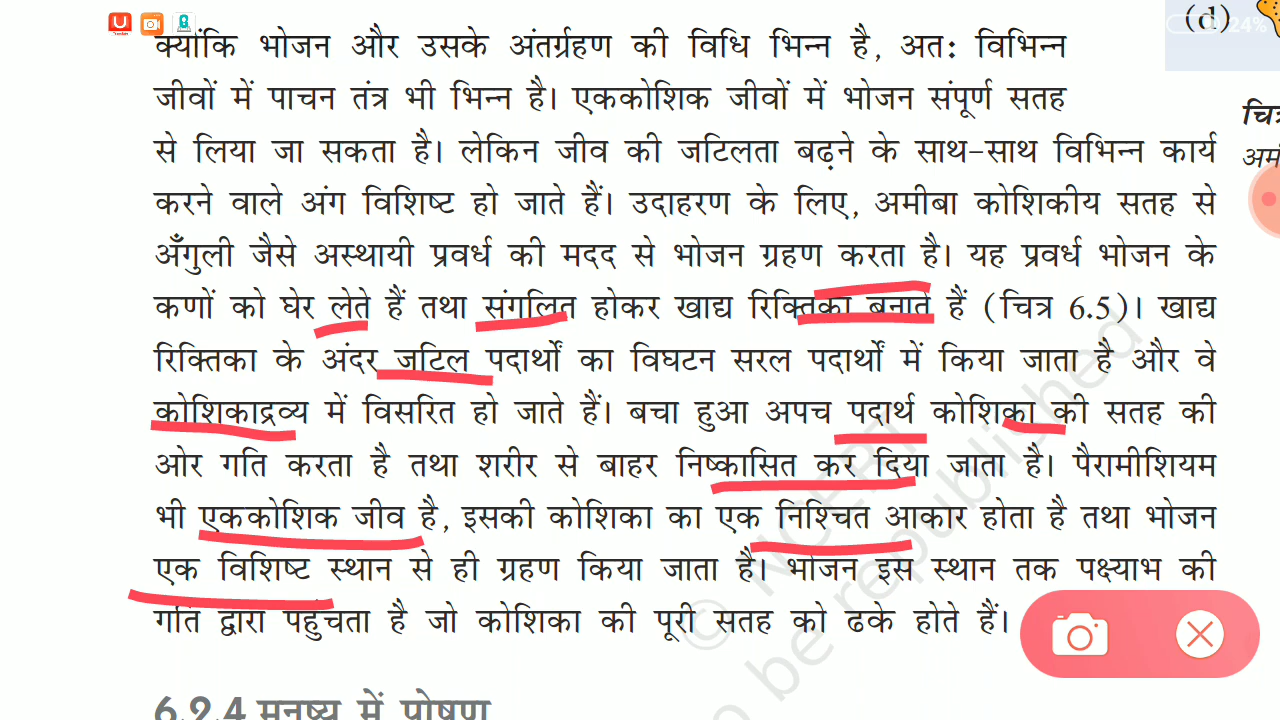 (d)
24%
क्योंकि भोजन और उसके अंतर्ग्रहण की विधि भिन्न है, अतः विभिन्न
जीवों में पाचन तंत्र भी भिन्न है। एककोशिक जीवों में भोजन संपूर्ण सतह
से लिया जा सकता है। लेकिन जीव की जटिलता बढ़ने के साथ-साथ विभिन्न कार्य
करने वाले अंग विशिष्ट हो जाते हैं। उदाहरण के लिए, अमीबा कोशिकीय सतह से
अँगुली जैसे अस्थायी प्रवर्ध की मदद से भोजन ग्रहण करता है। यह प्रवर्ध भोजन के
कणों को घेर लेते हैं तथा संगलित होकर खाद्य रिक्तिका बनाते हैं (चित्र 6.5)। खाद्य
रिक्तिका के अंदर जटिल पदार्थों का विघटन सरल पदार्थों में किया जाता है और वे
कोशिकाद्रव्य में विसरित हो जाते हैं। बचा हुआ अपच पदार्थ कोशिका की सतह की
ओर गति करता है तथा शरीर से बाहर निष्कासित कर दिया जाता है। पैरामीशियम
भी एककोशिक जीव है, इसकी कोशिका का एक निश्चित आकार होता है तथा भोजन
एक विशिष्ट स्थान से ही ग्रहण किया जाता है। भोजन इस स्थान तक पक्ष्याभ की
गति द्वारा पहुँचता है जो कोशिका की पूरी सतह को ढके होते हैं।
6.2.4 मनुष्य में पोषण
© NCERT
be republished